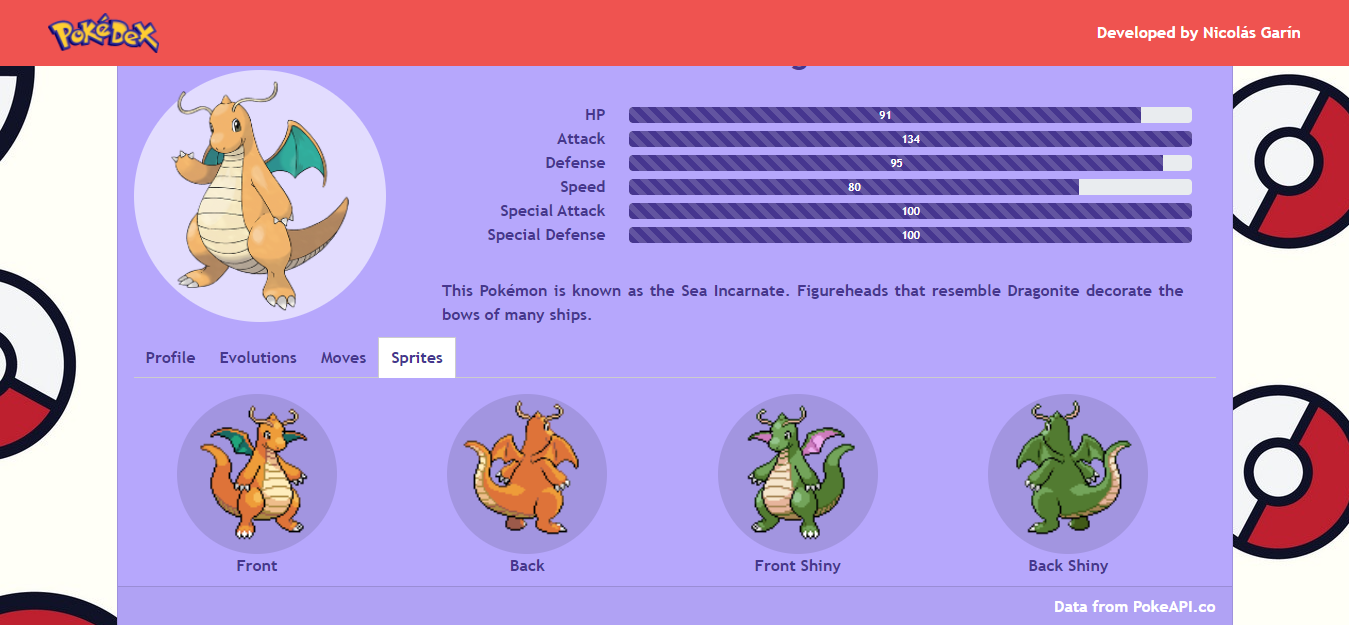 PokéDex
Developed by Nicolás Garín
HP 91
Attack 134
Defense 95
Speed 80
Special Attack 100
Special Defense 100
This Pokémon is known as the Sea Incarnate. Figureheads that resemble Dragonite decorate the
bows of many ships.
Profile Evolutions Moves Sprites
Front Back Front Shiny Back Shiny
Data from PokeAPI.co